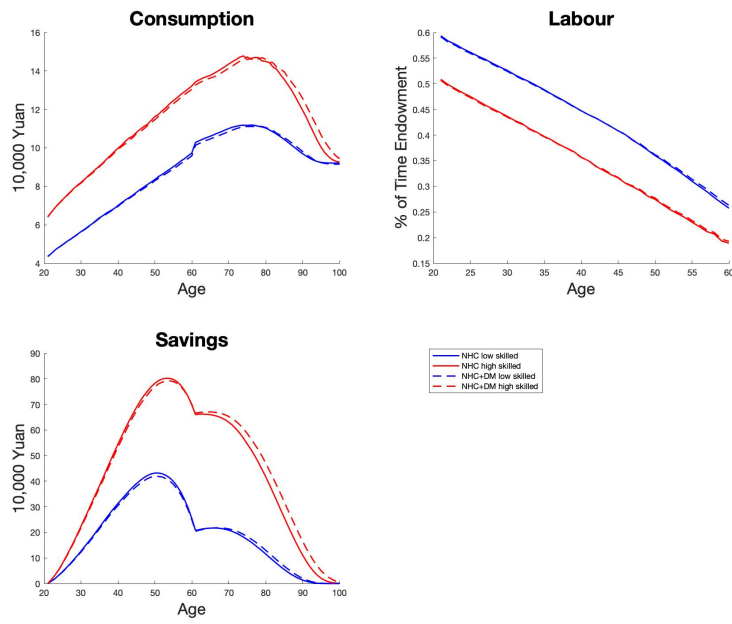 Consumption
16
14
12
10
8
6
4
10,000 Yuan
20 30 40 50 60 70 80 90 100
Age
Labour
0.6
0.55
0.5
0.45
0.4
0.35
0.3
0.25
0.2
0.15
% of Time Endowment
20 25 30 35 40 45 50 55 60
Age
Savings
90
80
70
60
50
40
30
20
10
0
10,000 Yuan
20 30 40 50 60 70 80 90 100
Age
NHC low skilled
NHC high skilled
NHC+DM low skilled
NHC+DM high skilled